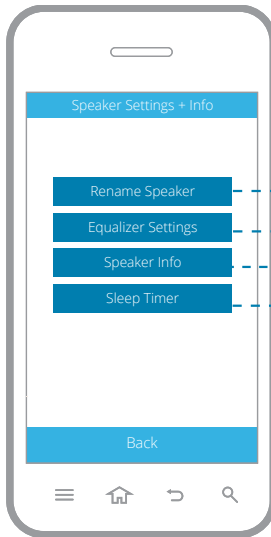 Speaker Settings + Info
Rename Speaker
Equalizer Settings
Speaker Info
Sleep Timer
Back